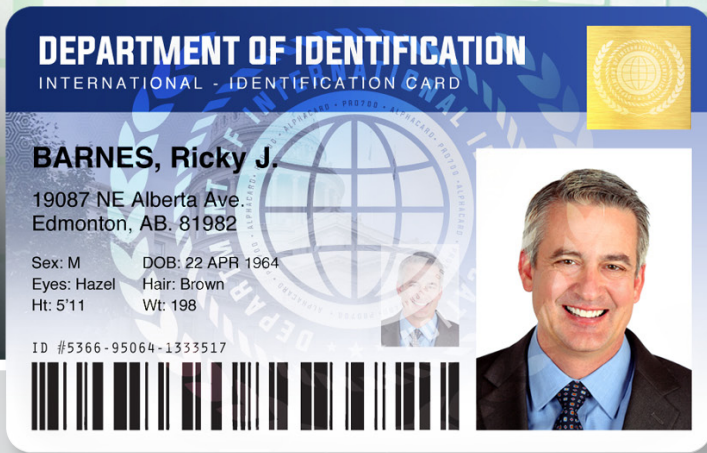 DEPARTMENT OF IDENTIFICATION
INTERNATIONAL - IDENTIFICATION CARD
BARNES, Ricky J.
19087 NE Alberta Ave.
Edmonton, AB. 81982
Sex: M DOB: 22 APR 1964
Eyes: Hazel Hair: Brown
Ht: 5'11 Wt: 198
ID #5366-95064-1333517